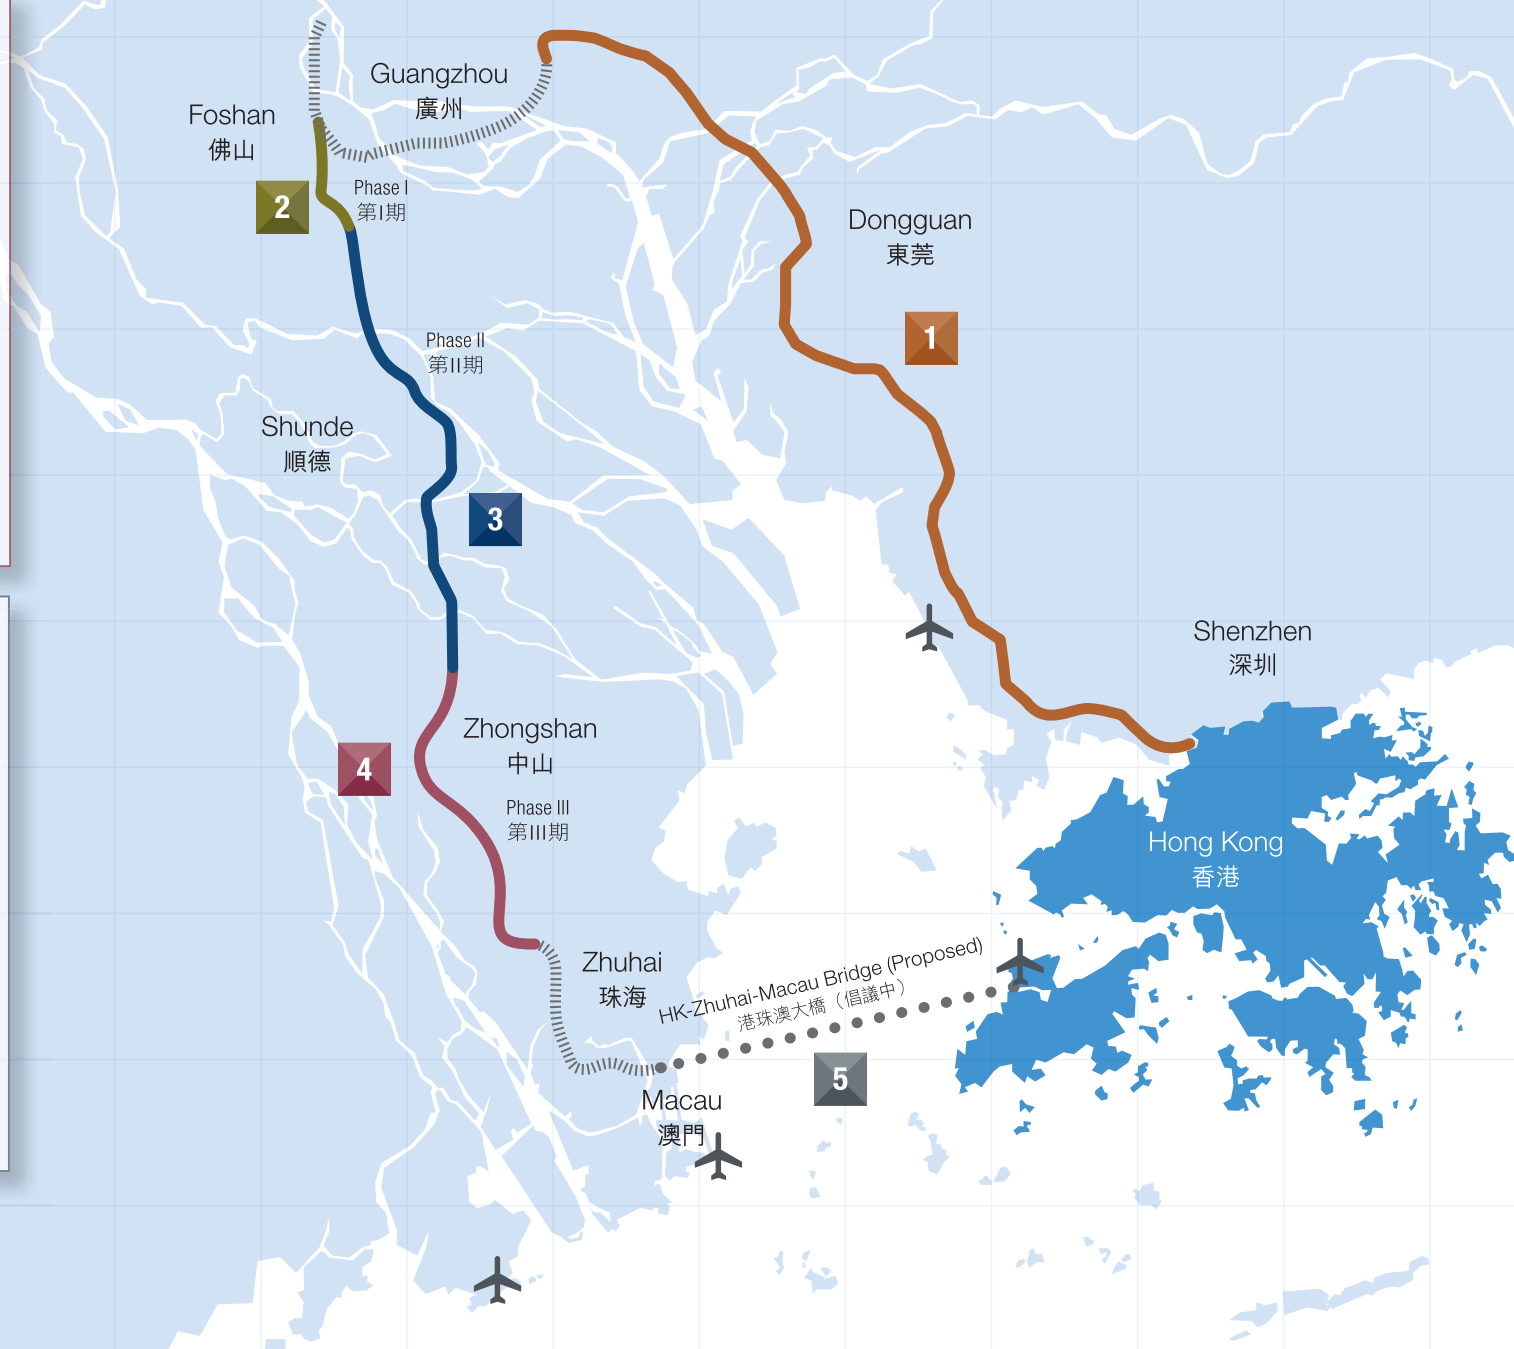 Guangzhou
廣州
Foshan
佛山
2
Phase I
第I期
Dongguan
東莞
1
Phase II
第II期
Shunde
順德
3
Shenzhen
深圳
Zhongshan
中山
4
Phase III
第III期
Hong Kong
香港
Zhuhai
珠海
HK-Zhuhai-Macau Bridge (Proposed)
港珠澳大橋（倡議中）
5
Macau
澳門